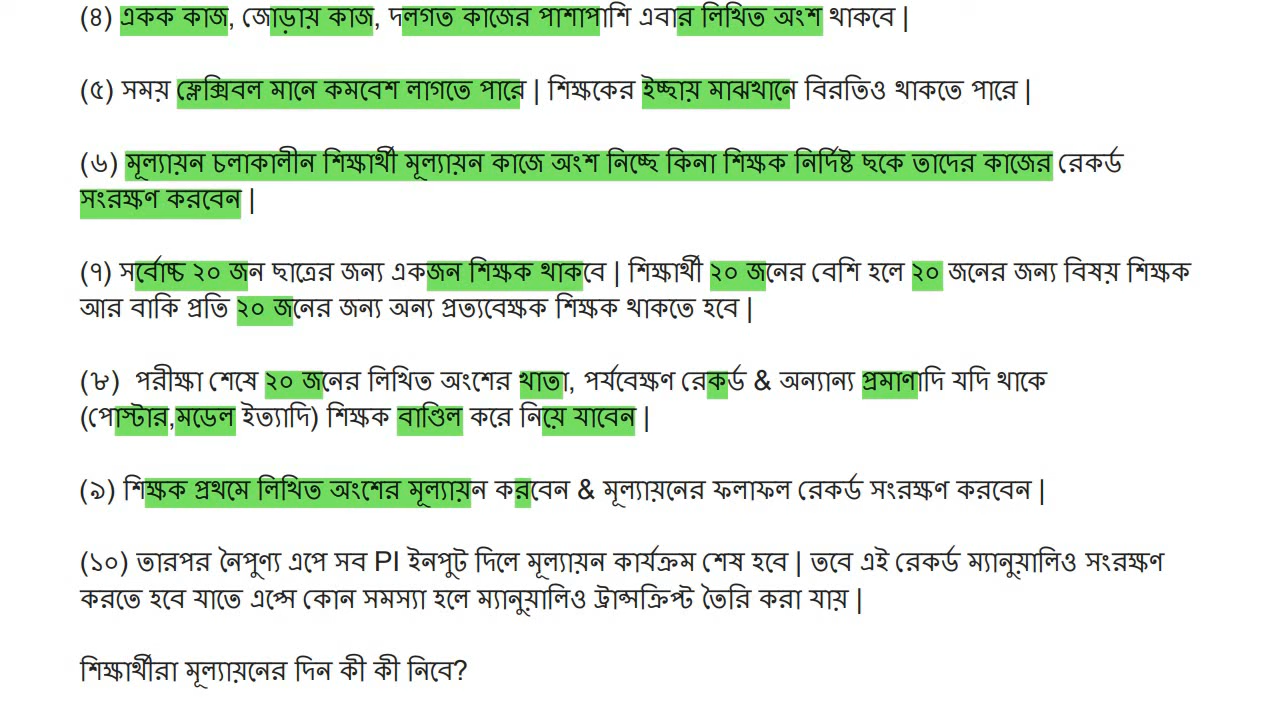 (৪) একক কাজ, জোড়ায় কাজ, দলগত কাজের পাশাপাশি এবার লিখিত অংশ থাকবে |
(৫) সময় ফ্লেক্সিবল মানে কমবেশ লাগতে পারে | শিক্ষকের ইচ্ছায় মাঝখানে বিরতিও থাকতে পারে |
(৬) মূল্যায়ন চলাকালীন শিক্ষার্থী মূল্যায়ন কাজে অংশ নিচ্ছে কিনা শিক্ষক নির্দিষ্ট ছকে তাদের কাজের রেকর্ড
সংরক্ষণ করবেন |
(৭) সর্বোচ্চ ২০ জন ছাত্রের জন্য একজন শিক্ষক থাকবে | শিক্ষার্থী ২০ জনের বেশি হলে ২০ জনের জন্য বিষয় শিক্ষক
আর বাকি প্রতি ২০ জনের জন্য অন্য প্রত্যবেক্ষক শিক্ষক থাকতে হবে |
(৮) পরীক্ষা শেষে ২০ জনের লিখিত অংশের খাতা, পর্যবেক্ষণ রেকর্ড & অন্যান্য প্রমাণাদি যদি থাকে
(পোস্টার,মডেল ইত্যাদি) শিক্ষক বাণ্ডিল করে নিয়ে যাবেন |
(৯) শিক্ষক প্রথমে লিখিত অংশের মূল্যায়ন করবেন & মূল্যায়নের ফলাফল রেকর্ড সংরক্ষণ করবেন |
(১০) তারপর নৈপুণ্য এপে সব PI ইনপুট দিলে মূল্যায়ন কার্যক্রম শেষ হবে | তবে এই রেকর্ড ম্যানুয়ালিও সংরক্ষণ
করতে হবে যাতে এপ্সে কোন সমস্যা হলে ম্যানুয়ালিও ট্রান্সক্রিপ্ট তৈরি করা যায় |
শিক্ষার্থীরা মূল্যায়নের দিন কী কী নিবে?